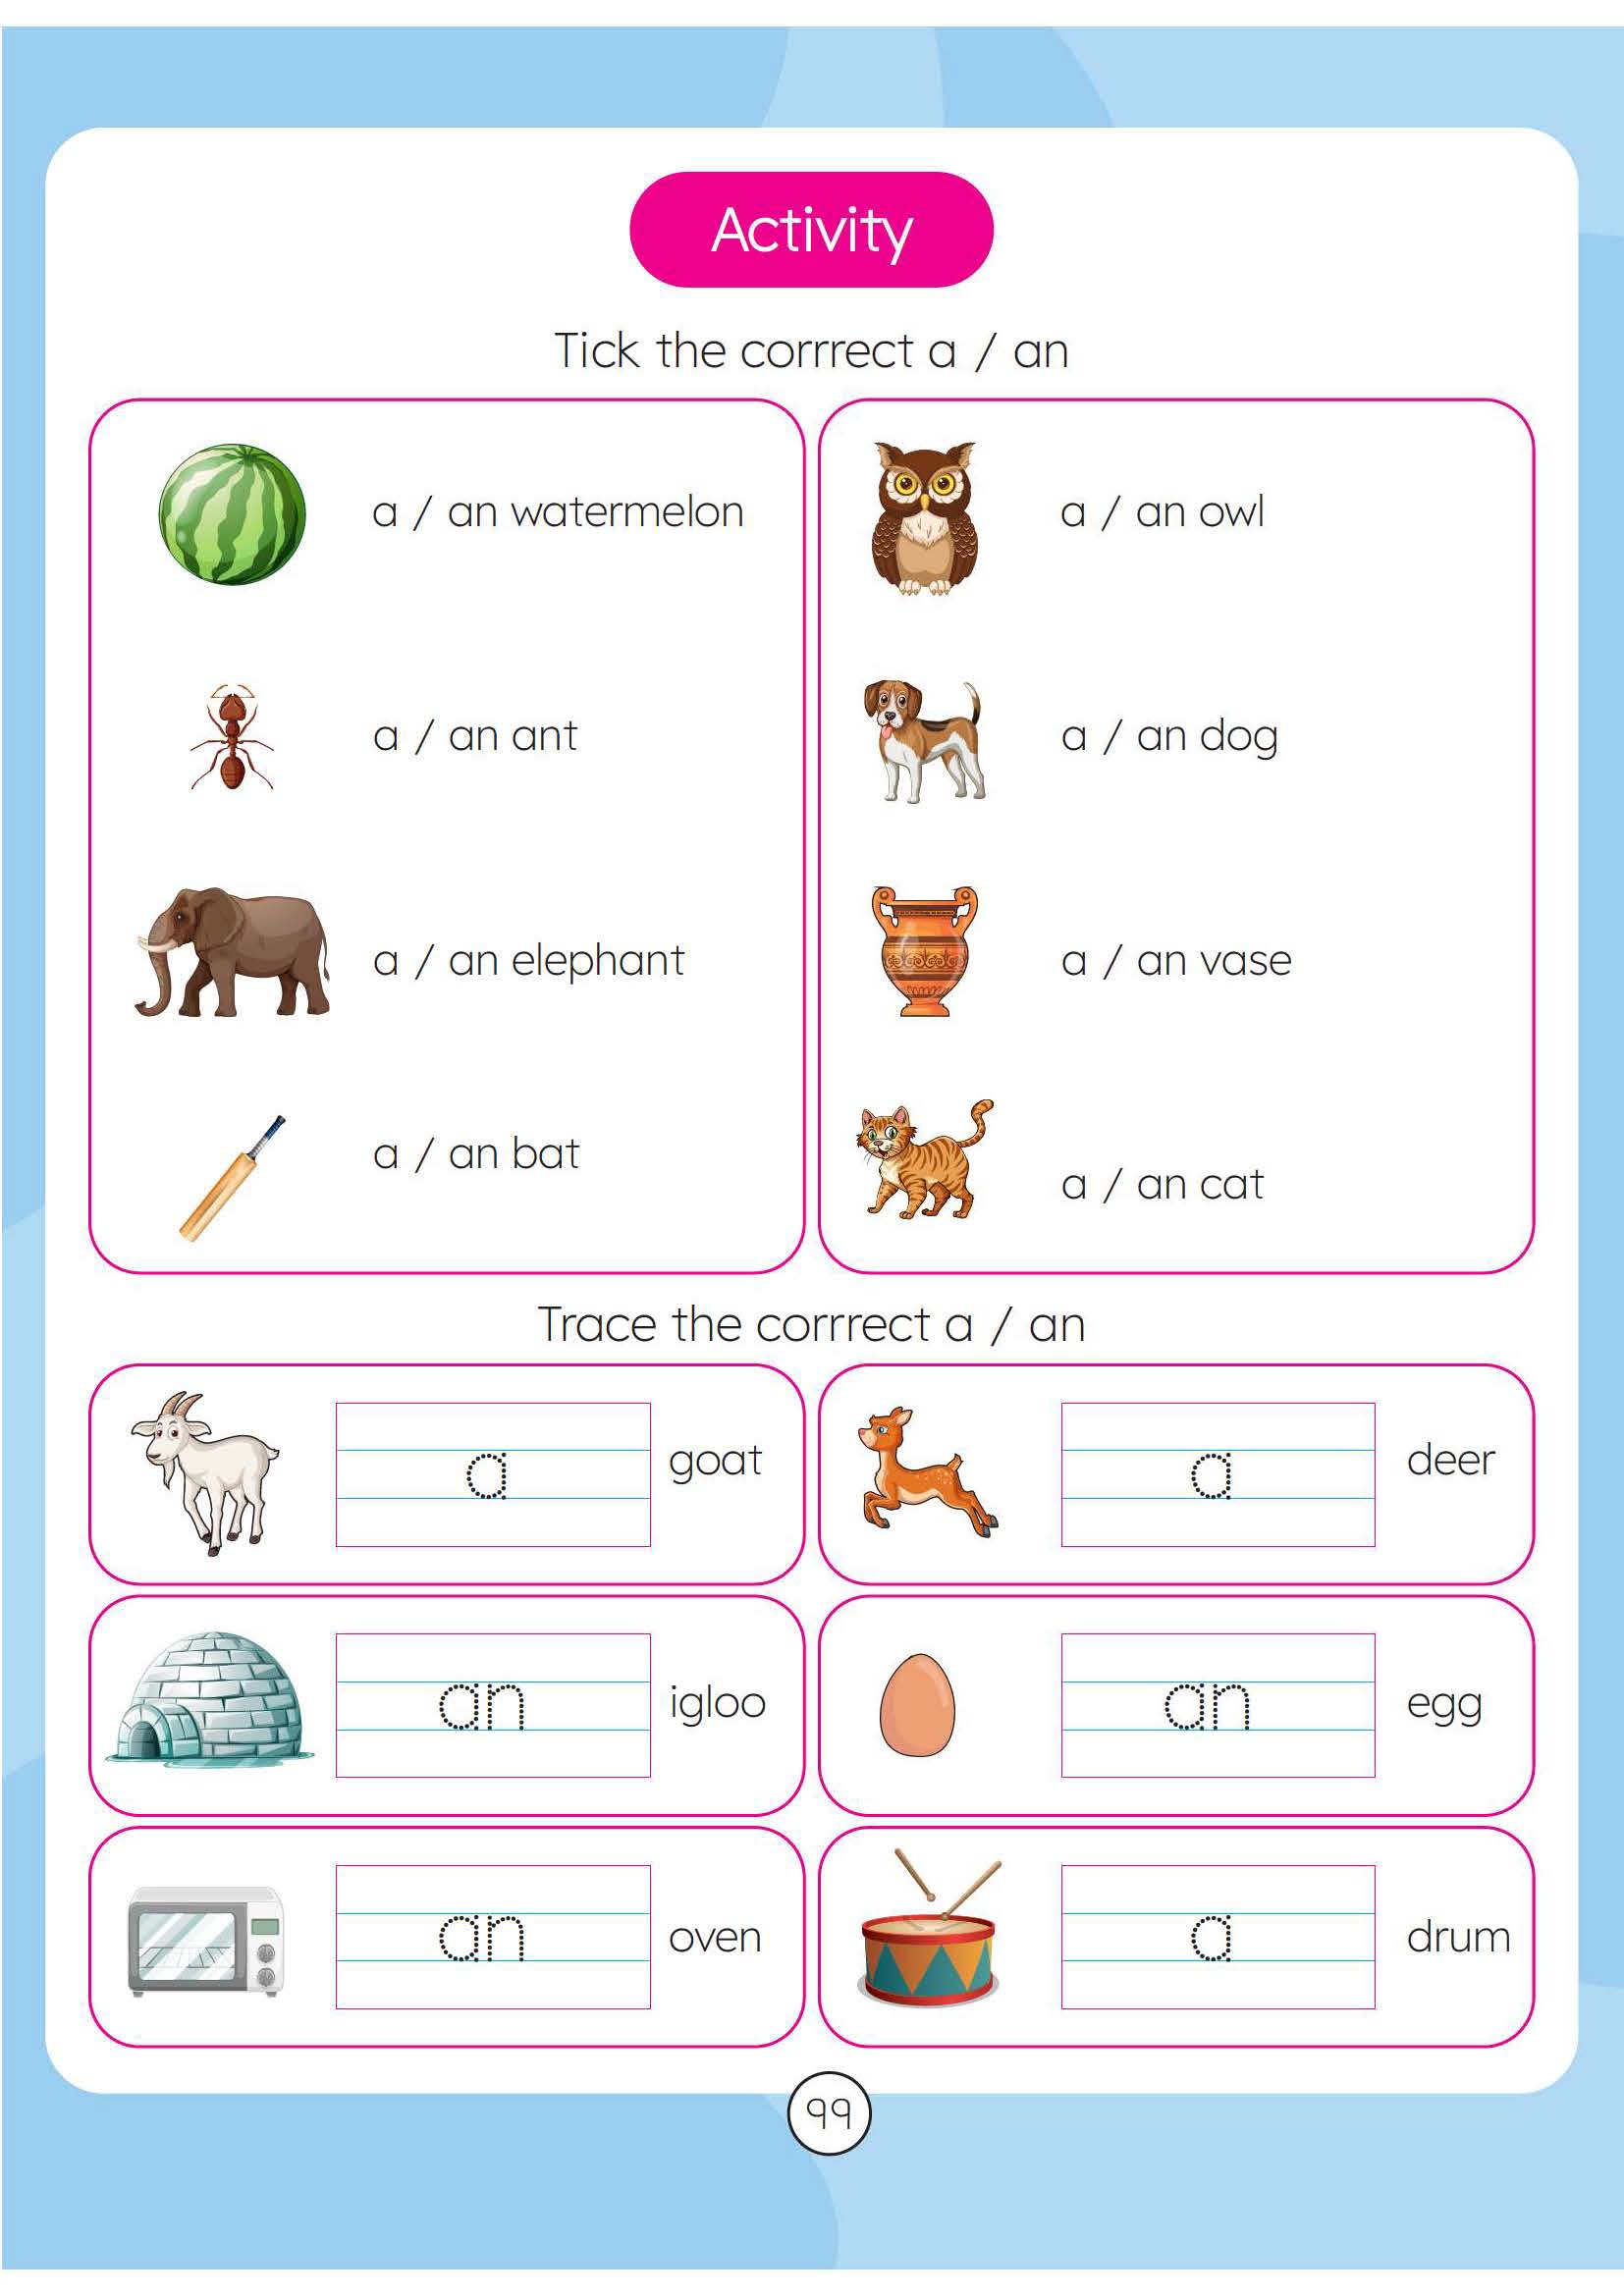 Activity
Tick the corrrect a / an
a / an watermelon
a / an ant
a / an elephant
a / an bat
a / an owl
a / an dog
a / an vase
a / an cat
Trace the corrrect a / an
a goat
a deer
an igloo
an egg
an oven
a drum
99